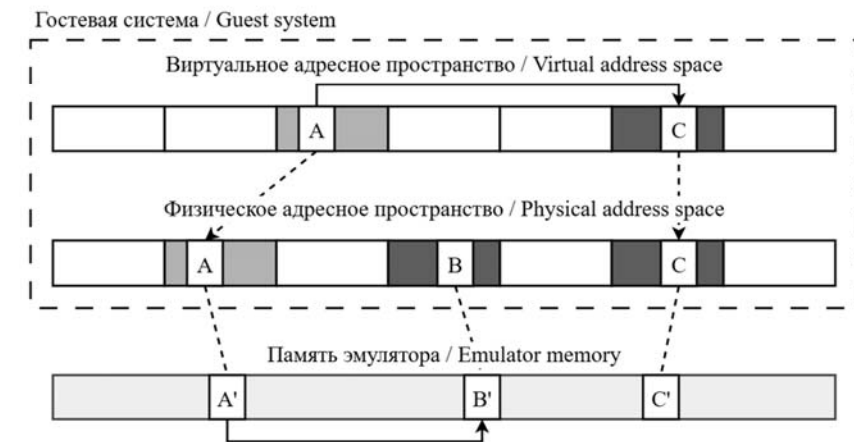 Гостевая система / Guest system
Виртуальное адресное пространство / Virtual address space
A C
Физическое адресное пространство / Physical address space
A B C
Память эмулятора / Emulator memory
A' B' C'